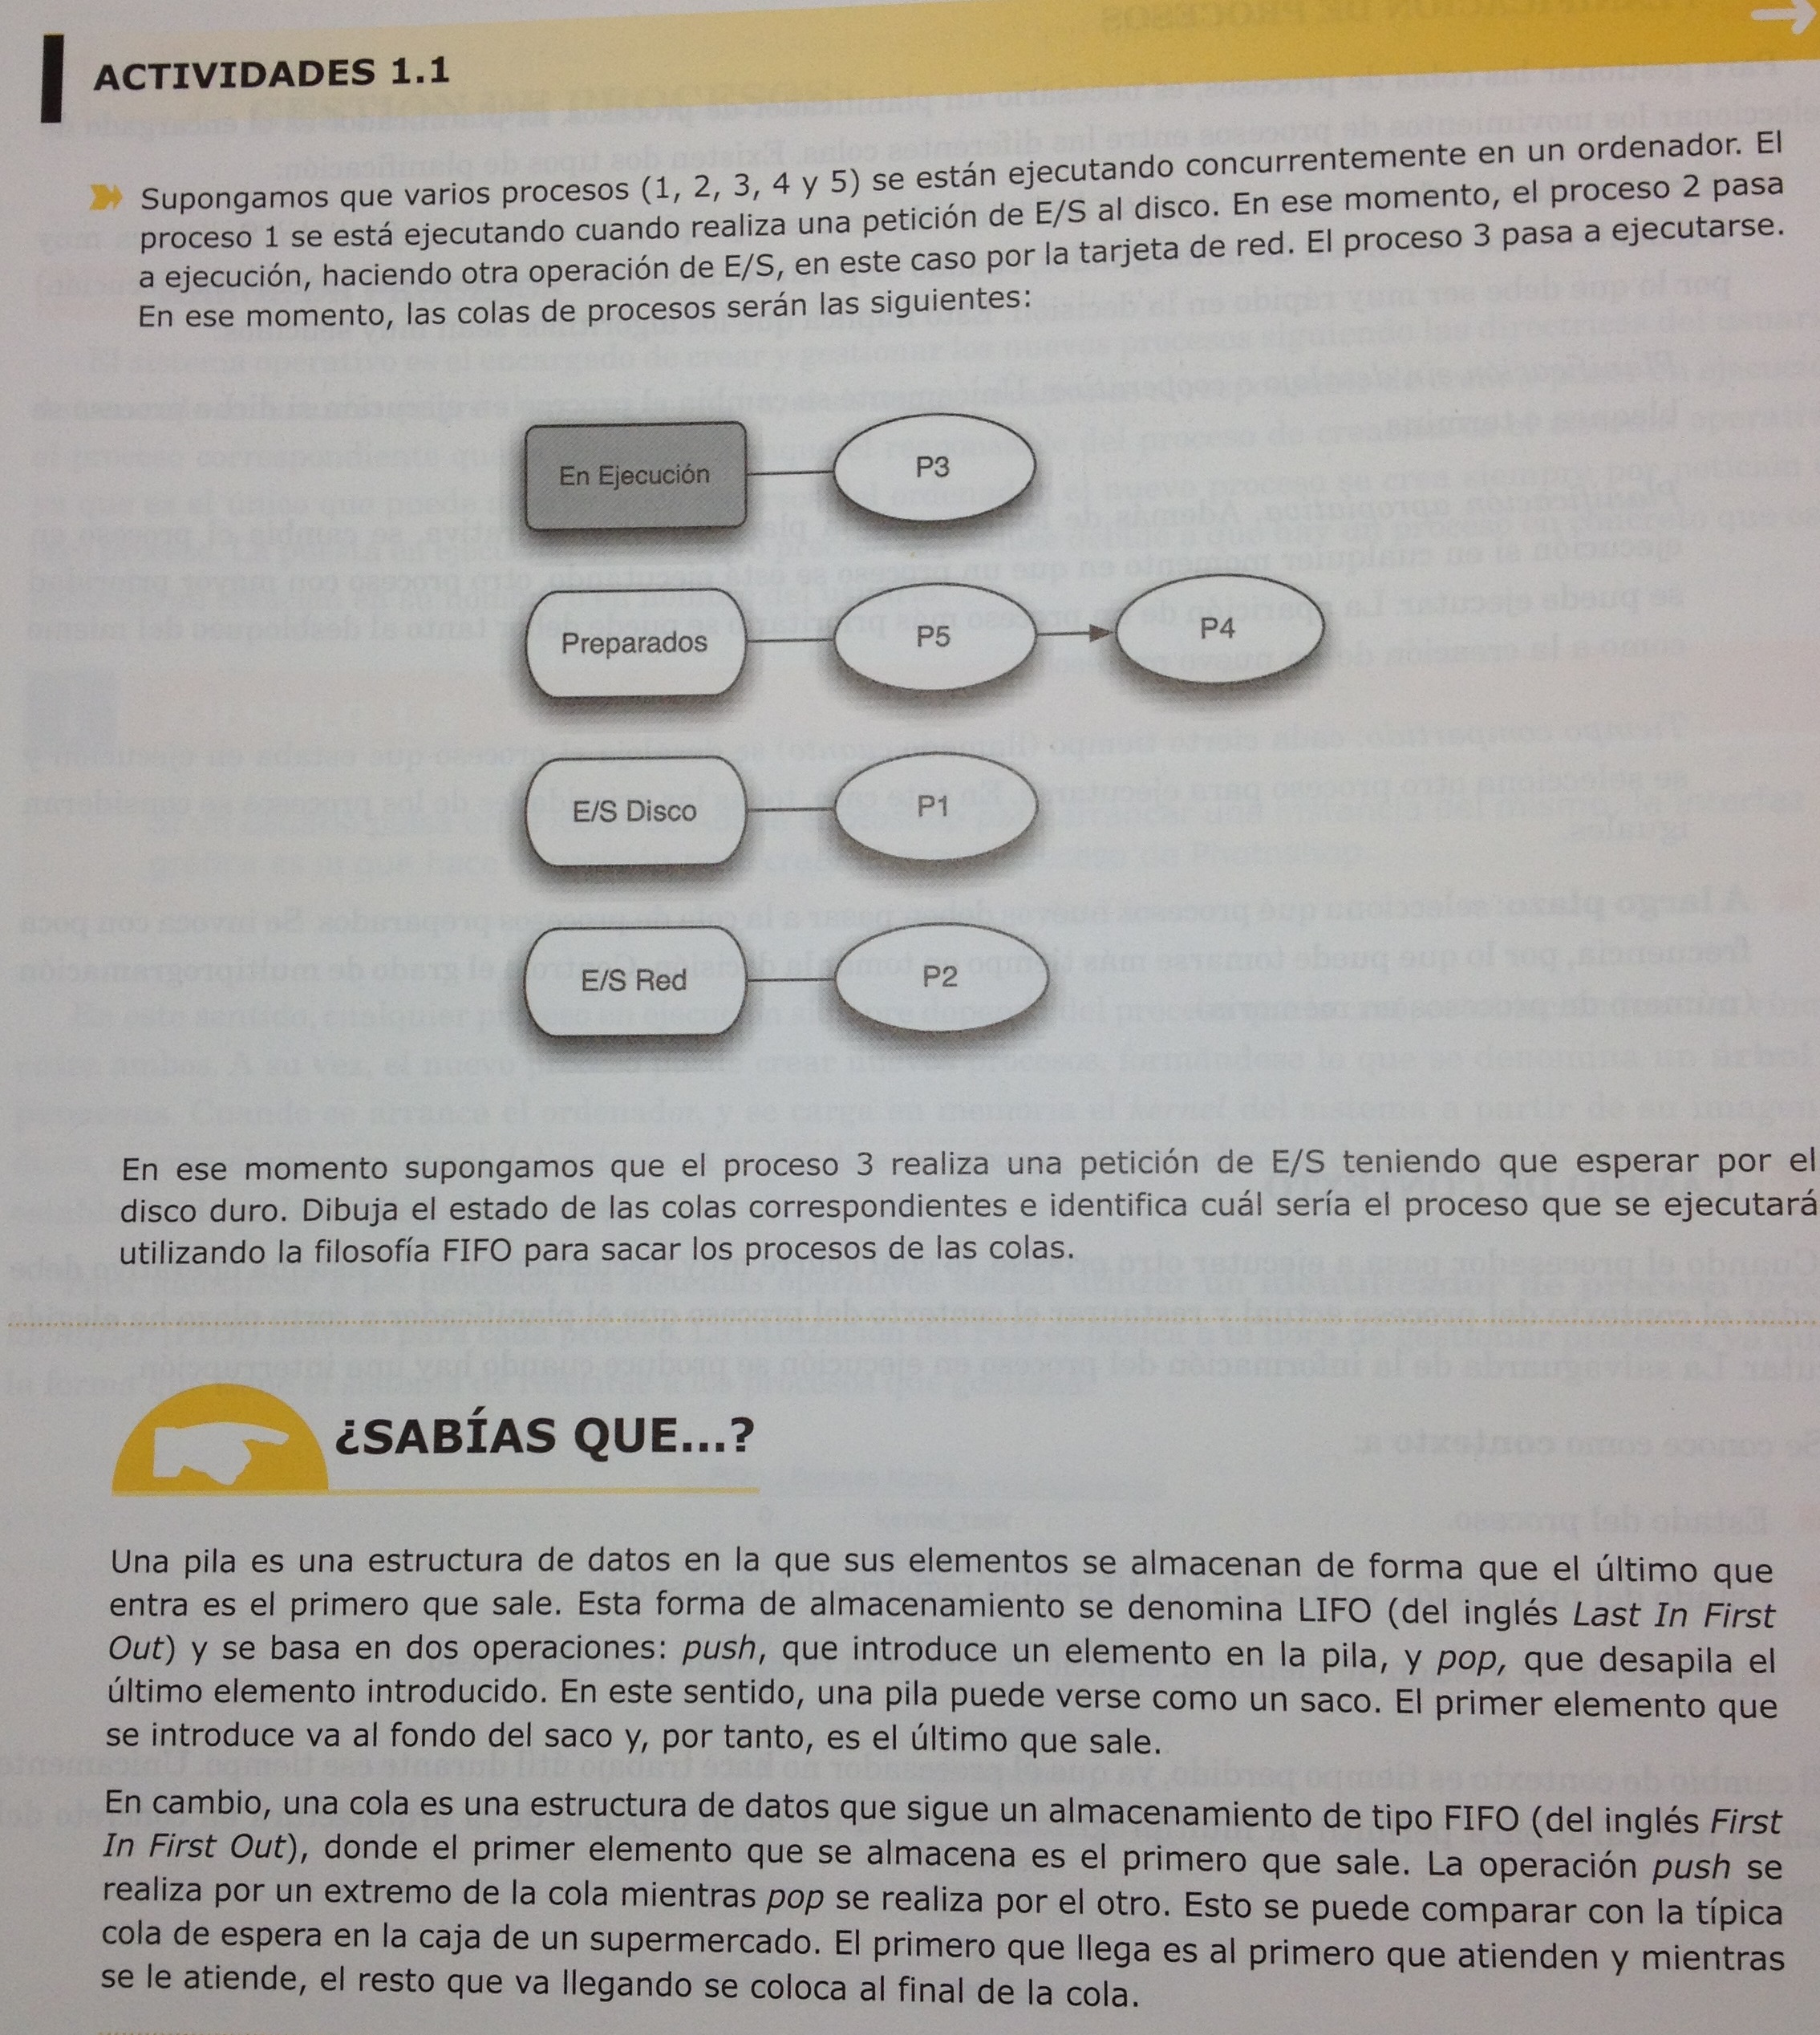 ACTIVIDADES 1.1
Supongamos que varios procesos (1, 2, 3, 4 y 5) se están ejecutando concurrentemente en un ordenador. El
proceso 1 se está ejecutando cuando realiza una petición de E/S al disco. En ese momento, el proceso 2 pasa
a ejecución, haciendo otra operación de E/S, en este caso por la tarjeta de red. El proceso 3 pasa a ejecutarse.
En ese momento, las colas de procesos serán las siguientes:
En Ejecución P3
Preparados P5 P4
E/S Disco P1
E/S Red P2
En ese momento supongamos que el proceso 3 realiza una petición de E/S teniendo que esperar por el
disco duro. Dibuja el estado de las colas correspondientes e identifica cuál sería el proceso que se ejecutará
utilizando la filosofía FIFO para sacar los procesos de las colas.
¿SABÍAS QUE...?
Una pila es una estructura de datos en la que sus elementos se almacenan de forma que el último que
entra es el primero que sale. Esta forma de almacenamiento se denomina LIFO (del inglés Last In First
Out) y se basa en dos operaciones: push, que introduce un elemento en la pila, y pop, que desapila el
último elemento introducido. En este sentido, una pila puede verse como un saco. El primer elemento que
se introduce va al fondo del saco y, por tanto, es el último que sale.
En cambio, una cola es una estructura de datos que sigue un almacenamiento de tipo FIFO (del inglés First
In First Out), donde el primer elemento que se almacena es el primero que sale. La operación push se
realiza por un extremo de la cola mientras pop se realiza por el otro. Esto se puede comparar con la típica
cola de espera en la caja de un supermercado. El primero que llega es al primero que atienden y mientras
se le atiende, el resto que va llegando se coloca al final de la cola.